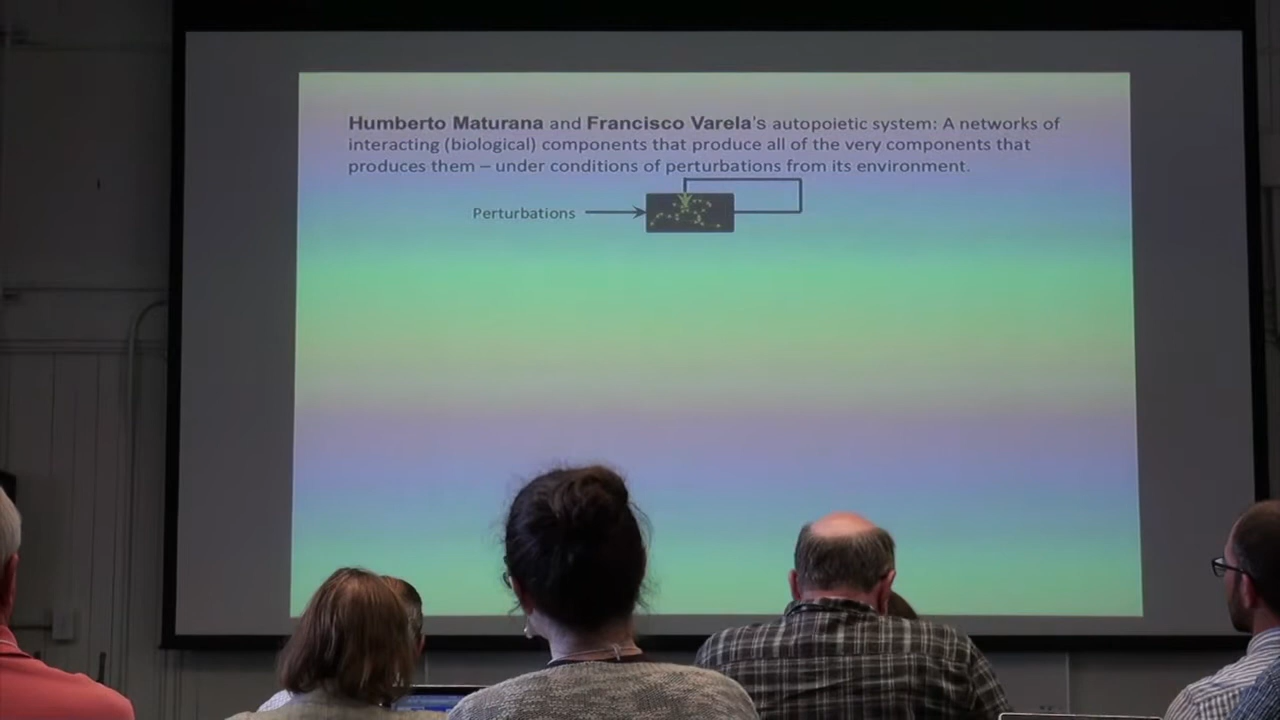 Humberto Maturana and Francisco Varela's autopoietic system: A networks of
interacting (biological) components that produce all of the very components that
produces them – under conditions of perturbations from its environment.
Perturbations